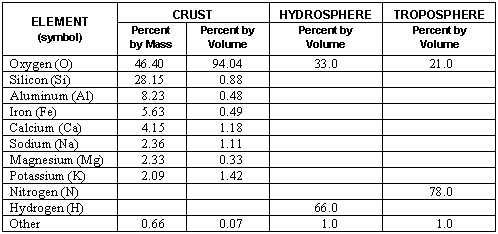 ELEMENT (symbol) CRUST HYDROSPHERE TROPOSPHERE
Percent by Mass Percent by Volume Percent by Volume Percent by Volume
Oxygen (O) 46.40 94.04 33.0 21.0
Silicon (Si) 28.15 0.88
Aluminum (Al) 8.23 0.48
Iron (Fe) 5.63 0.49
Calcium (Ca) 4.15 1.18
Sodium (Na) 2.36 1.11
Magnesium (Mg) 2.33 0.33
Potassium (K) 2.09 1.42
Nitrogen (N) 78.0
Hydrogen (H) 66.0
Other 0.66 0.07 1.0 1.0